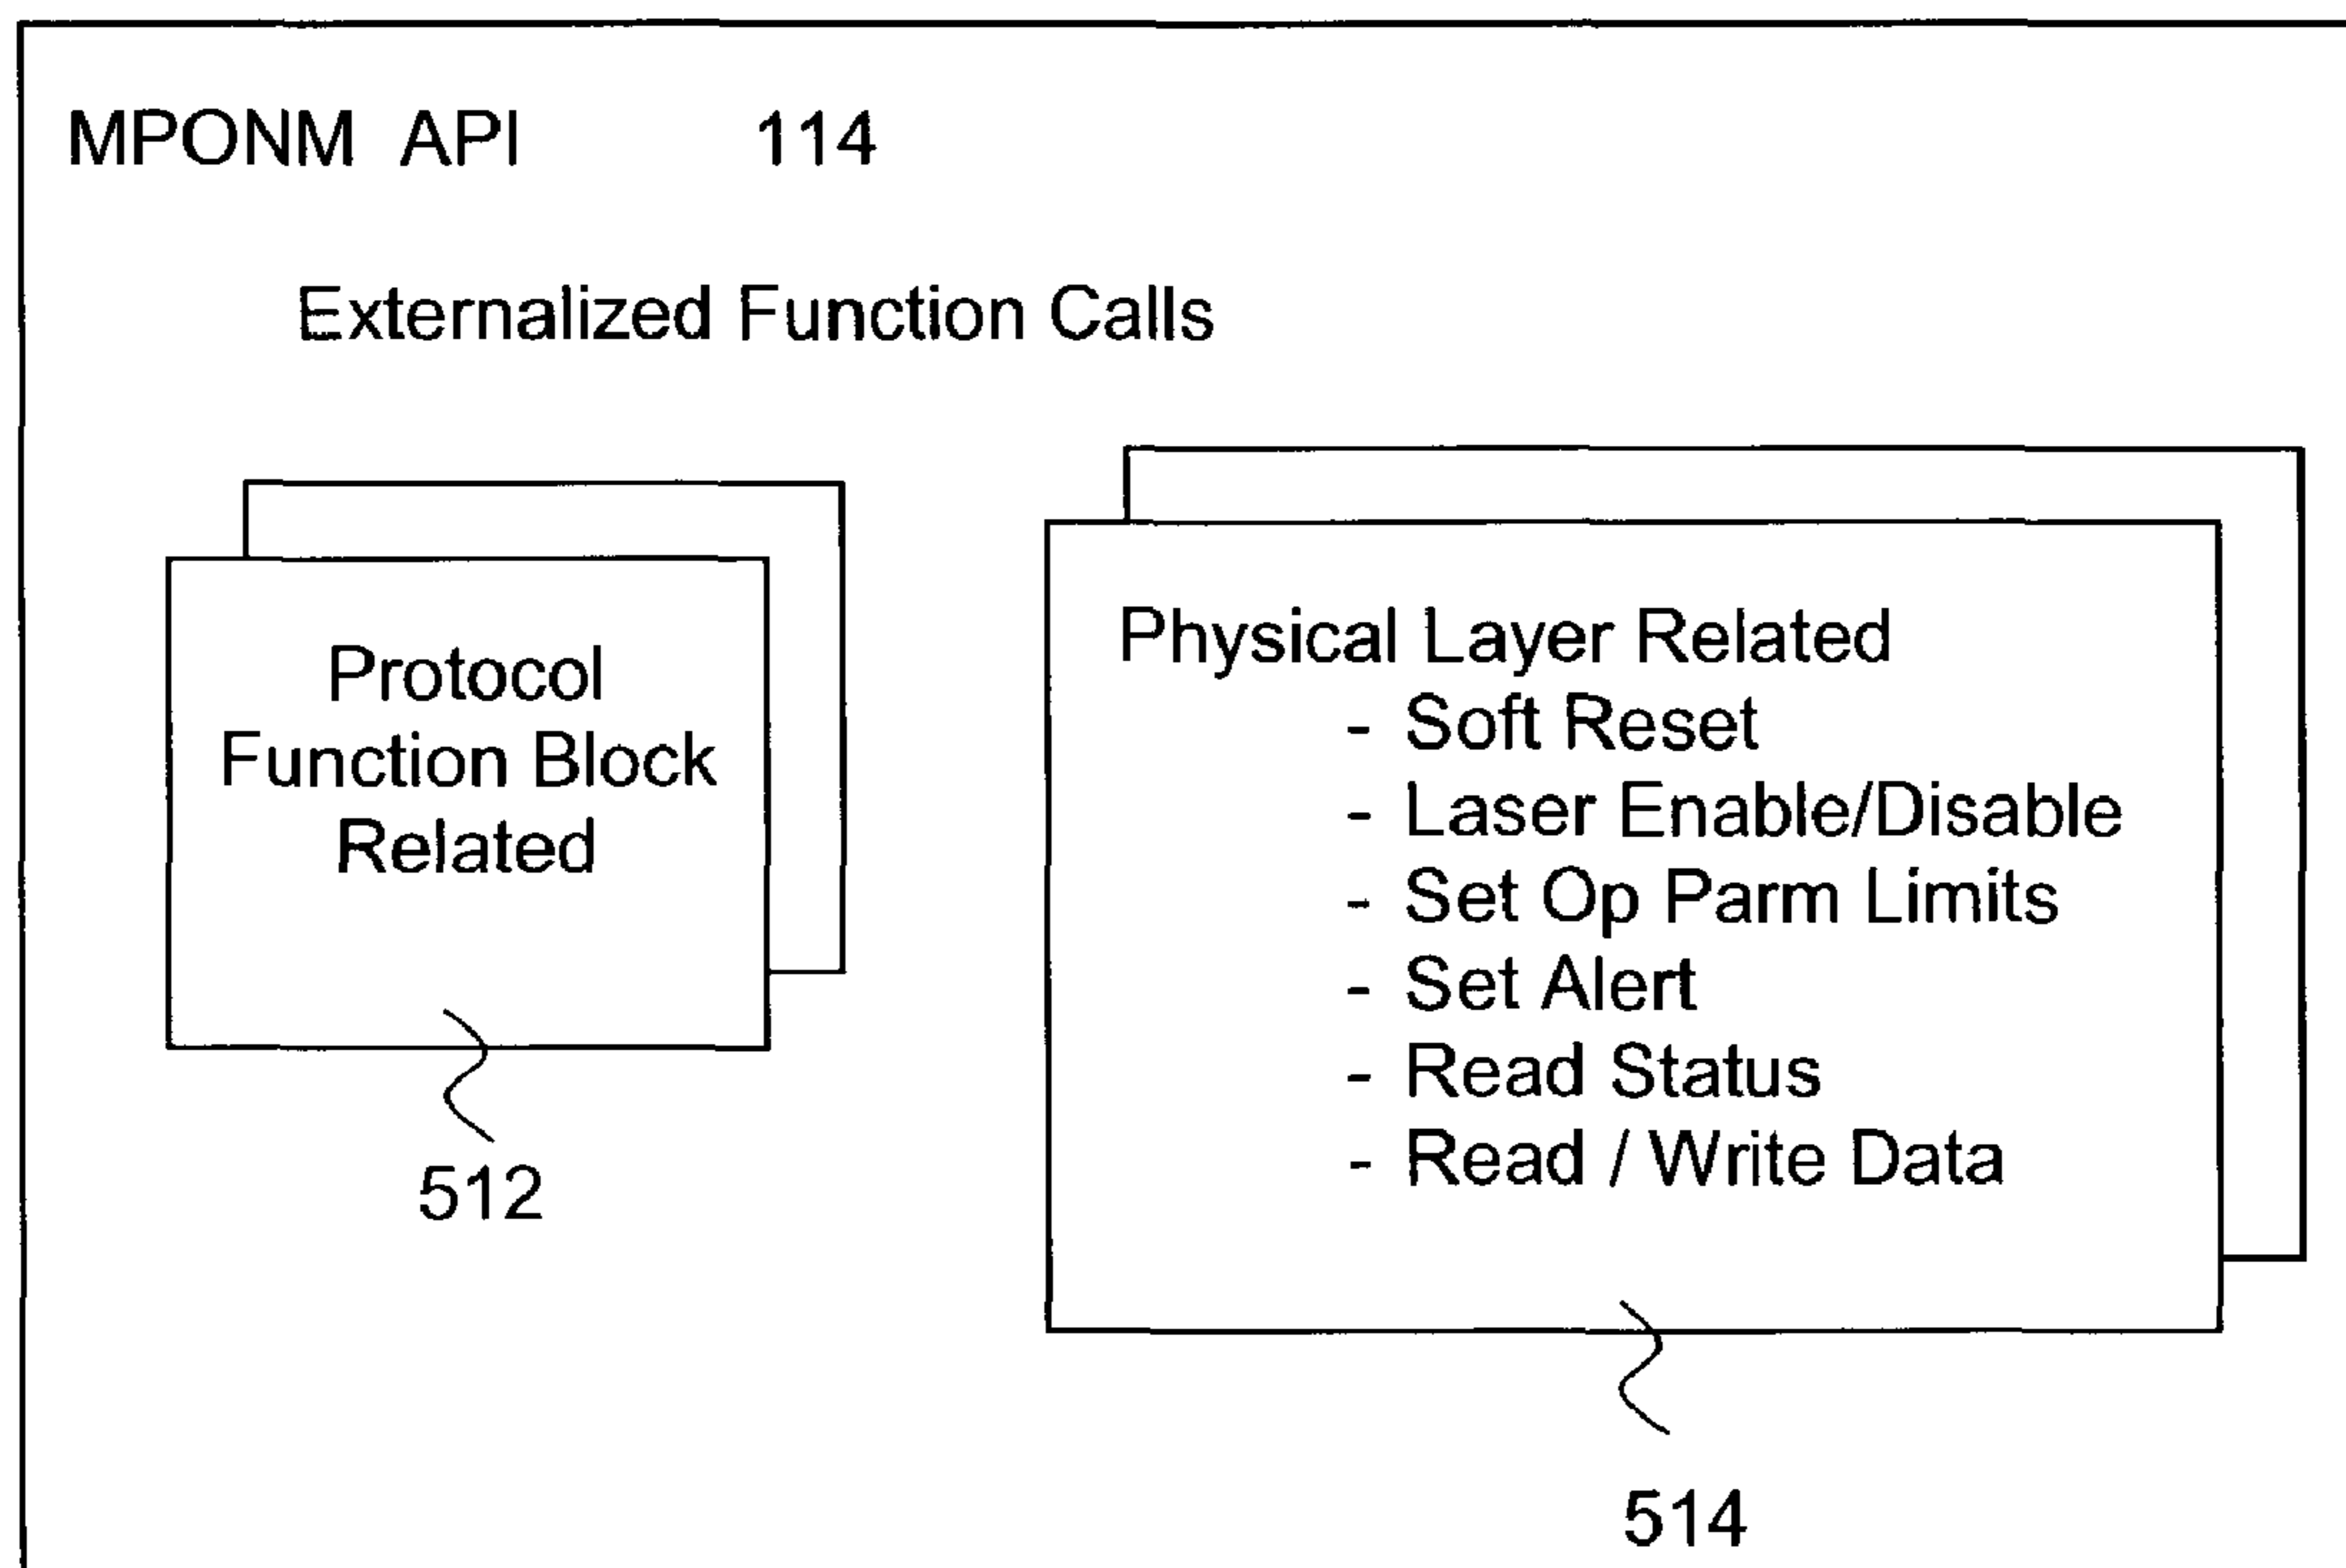 MPONM API 114
Externalized Function Calls
Protocol
Function Block
Related
512
Physical Layer Related
- Soft Reset
- Laser Enable/Disable
- Set Op Parm Limits
- Set Alert
- Read Status
- Read / Write Data
514